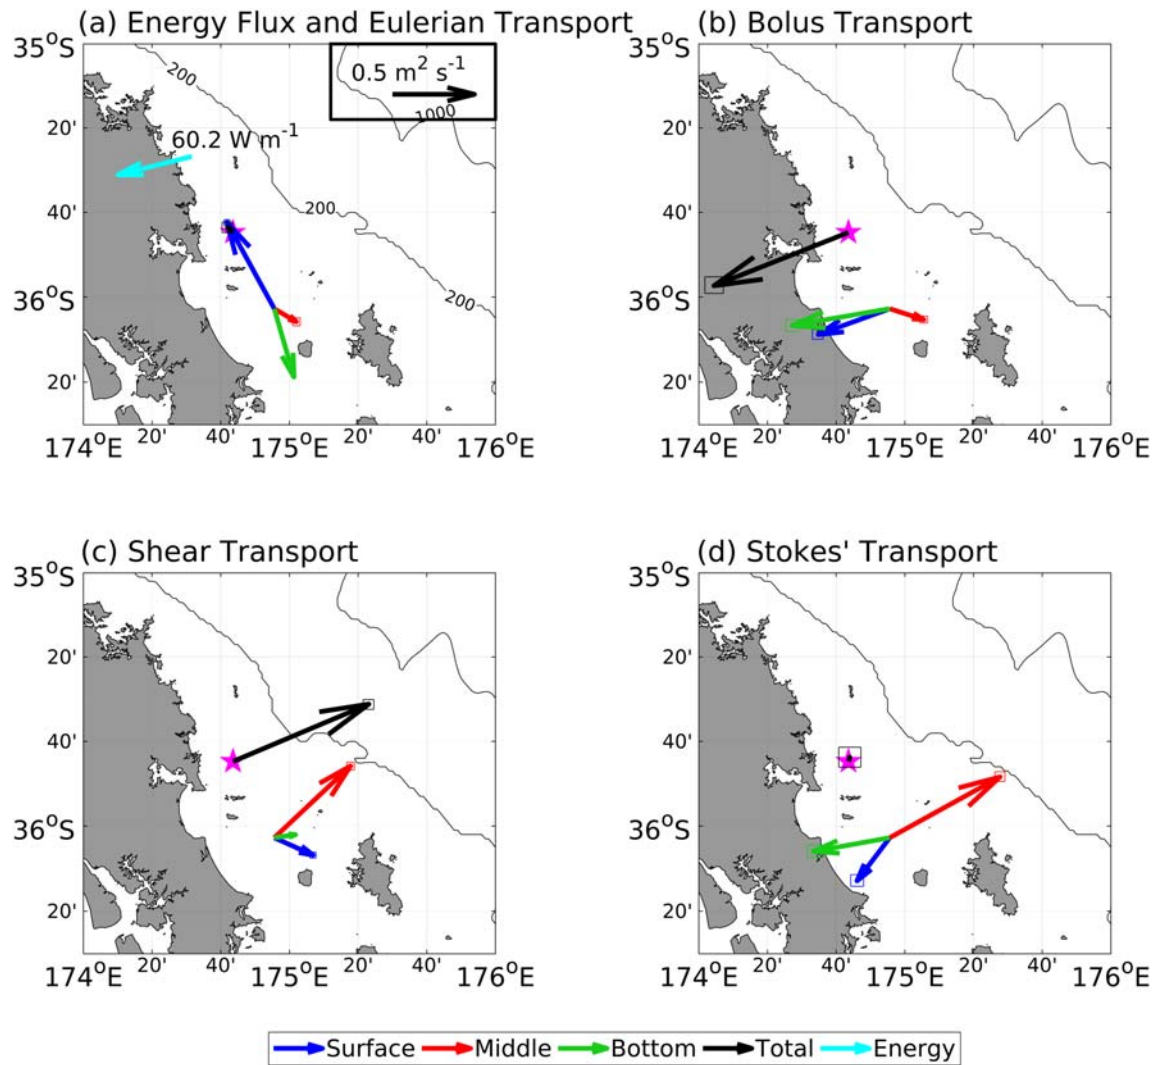 (a) Energy Flux and Eulerian Transport
35°S
20'
40'
36°S
20'
174°E
20'
40'
175°E
20'
40'
176°E
200
0.5 m² s⁻¹
1000
60.2 W m⁻¹
200
200
(b) Bolus Transport
35°S
20'
40'
36°S
20'
174°E
20'
40'
175°E
20'
40'
176°E
(c) Shear Transport
35°S
20'
40'
36°S
20'
174°E
20'
40'
175°E
20'
40'
176°E
(d) Stokes' Transport
35°S
20'
40'
36°S
20'
174°E
20'
40'
175°E
20'
40'
176°E
Surface Middle Bottom Total Energy